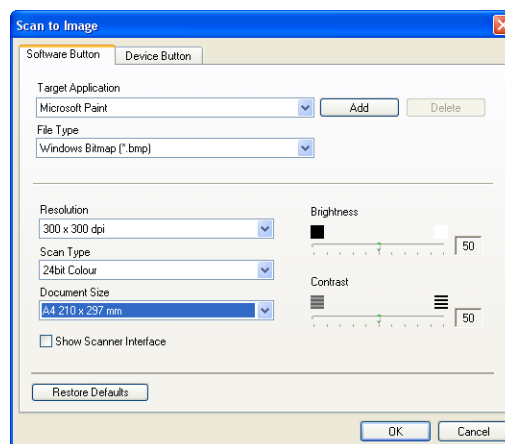 Scan to Image
Software Button Device Button
Target Application
Microsoft Paint Add Delete
File Type
Windows Bitmap (*.bmp)
Resolution Brightness
300 x 300 dpi
50
Scan Type
24bit Colour
Contrast
Document Size
A4 210 x 297 mm 50
Show Scanner Interface
Restore Defaults
OK Cancel